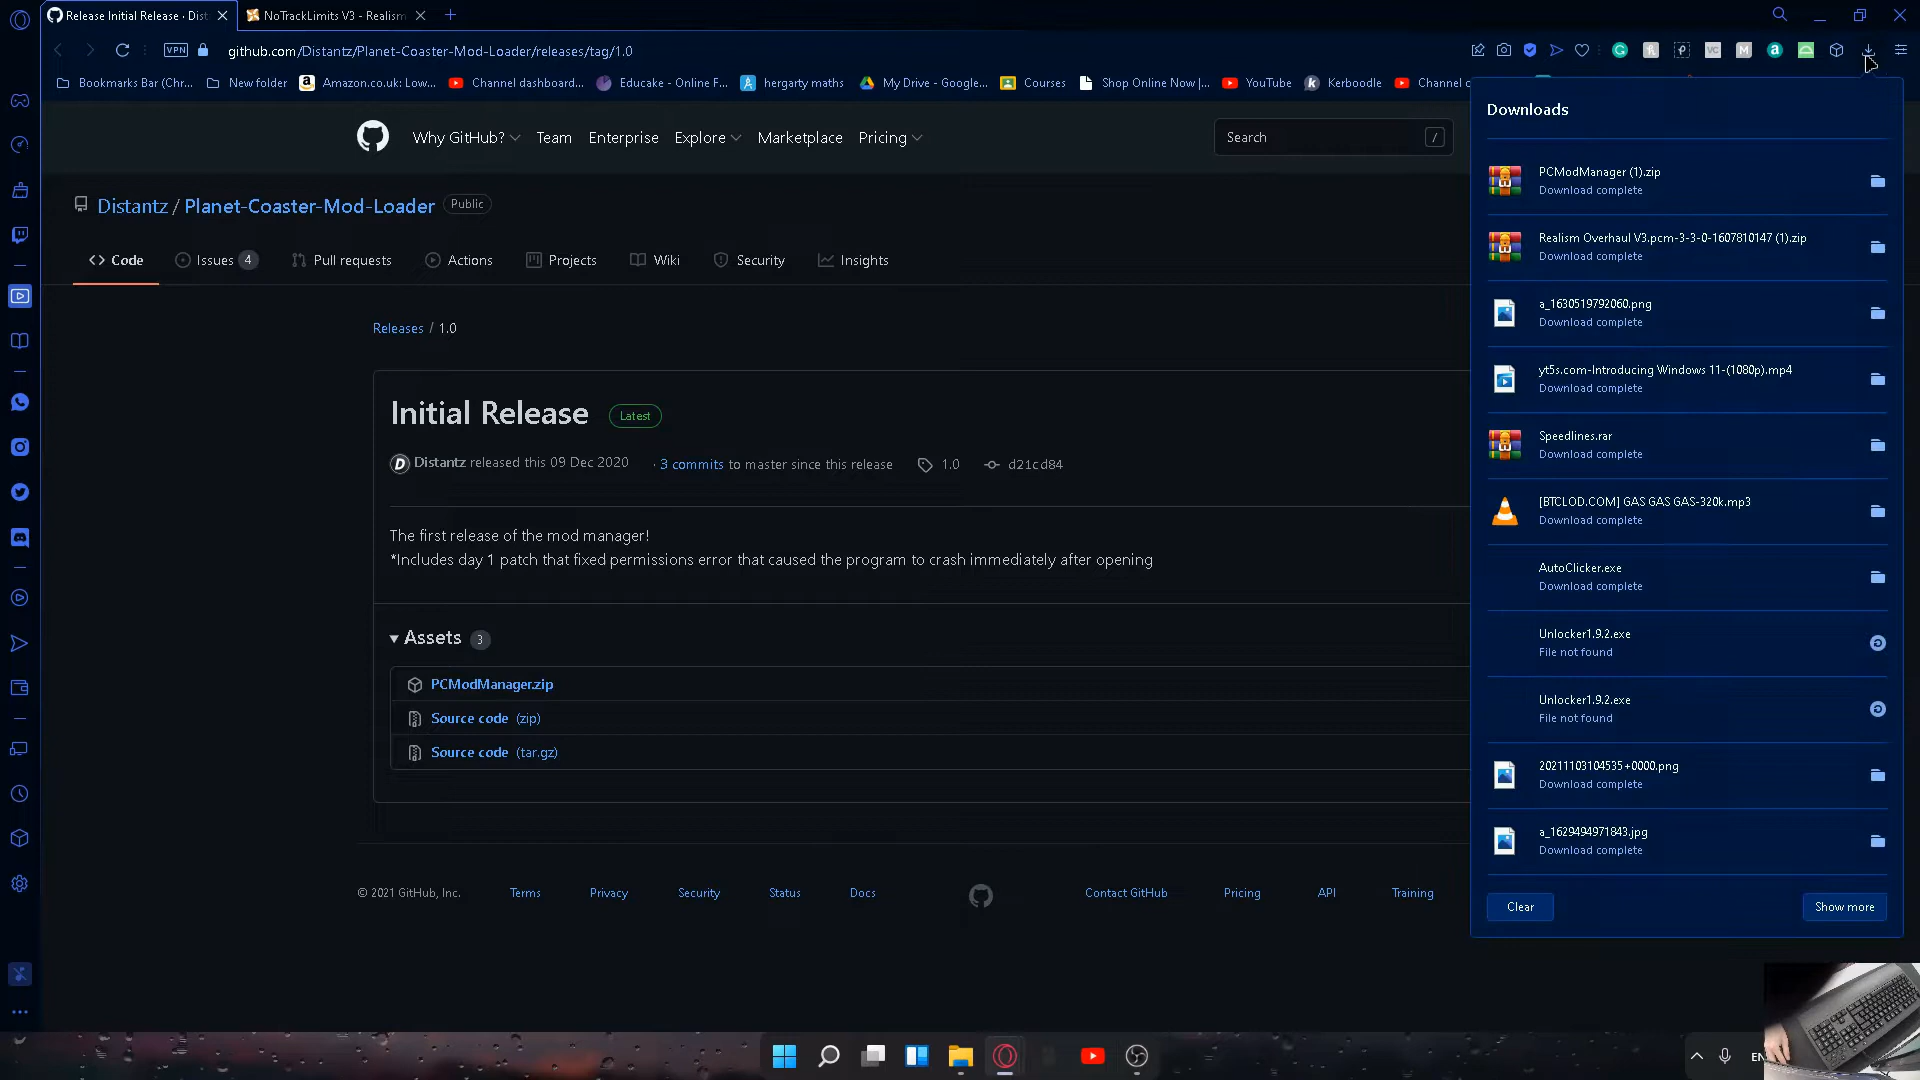 Release Initial Release · Dist
NoTrackLimits V3 - Realism
VPN
github.com/Distantz/Planet-Coaster-Mod-Loader/releases/tag/1.0
Bookmarks Bar (Chr...
New folder
Amazon.co.uk: Low...
Channel dashboard...
Educake - Online F...
hergarty maths
My Drive - Google...
Courses
Shop Online Now |...
YouTube
Kerboodle
Channel c
Why GitHub?
Team
Enterprise
Explore
Marketplace
Pricing
Search
/
Distantz / Planet-Coaster-Mod-Loader
Public
<> Code
Issues 4
Pull requests
Actions
Projects
Wiki
Security
Insights
Releases / 1.0
Initial Release
Latest
Distantz released this 09 Dec 2020
· 3 commits to master since this release
1.0
d21cd84
The first release of the mod manager!
*Includes day 1 patch that fixed permissions error that caused the program to crash immediately after opening
Assets 3
PCModManager.zip
Source code (zip)
Source code (tar.gz)
© 2021 GitHub, Inc.
Terms
Privacy
Security
Status
Docs
Contact GitHub
Pricing
API
Training
Downloads
PCModManager (1).zip
Download complete
Realism Overhaul V3.pcm-3-3-0-1607810147 (1).zip
Download complete
a_1630519792060.png
Download complete
yt5s.com-Introducing Windows 11-(1080p).mp4
Download complete
Speedlines.rar
Download complete
[BTCLOD.COM] GAS GAS GAS-320k.mp3
Download complete
AutoClicker.exe
Download complete
Unlocker1.9.2.exe
File not found
Unlocker1.9.2.exe
File not found
20211103104535+0000.png
Download complete
a_1629494971843.jpg
Download complete
Clear
Show more